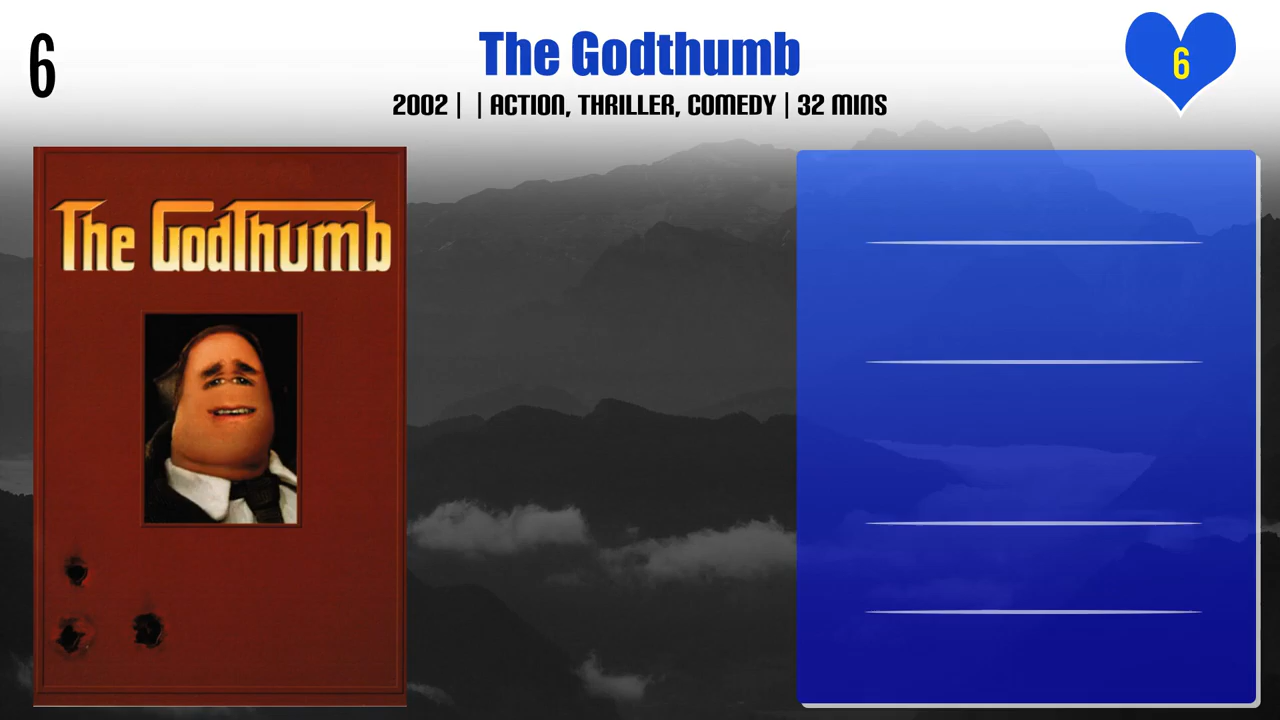 6
The Godthumb
6
2002 | | ACTION, THRILLER, COMEDY | 32 MINS
The GodThumb